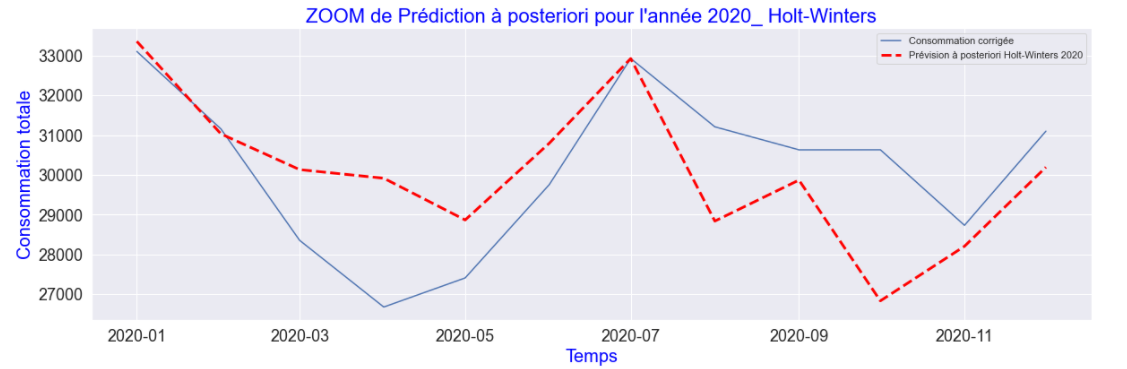 ZOOM de Prédiction à posteriori pour l'année 2020_ Holt-Winters
Consommation corrigée
Prévision à posteriori Holt-Winters 2020
Consommation totale
33000
32000
31000
30000
29000
28000
27000
2020-01
2020-03
2020-05
2020-07
2020-09
2020-11
Temps